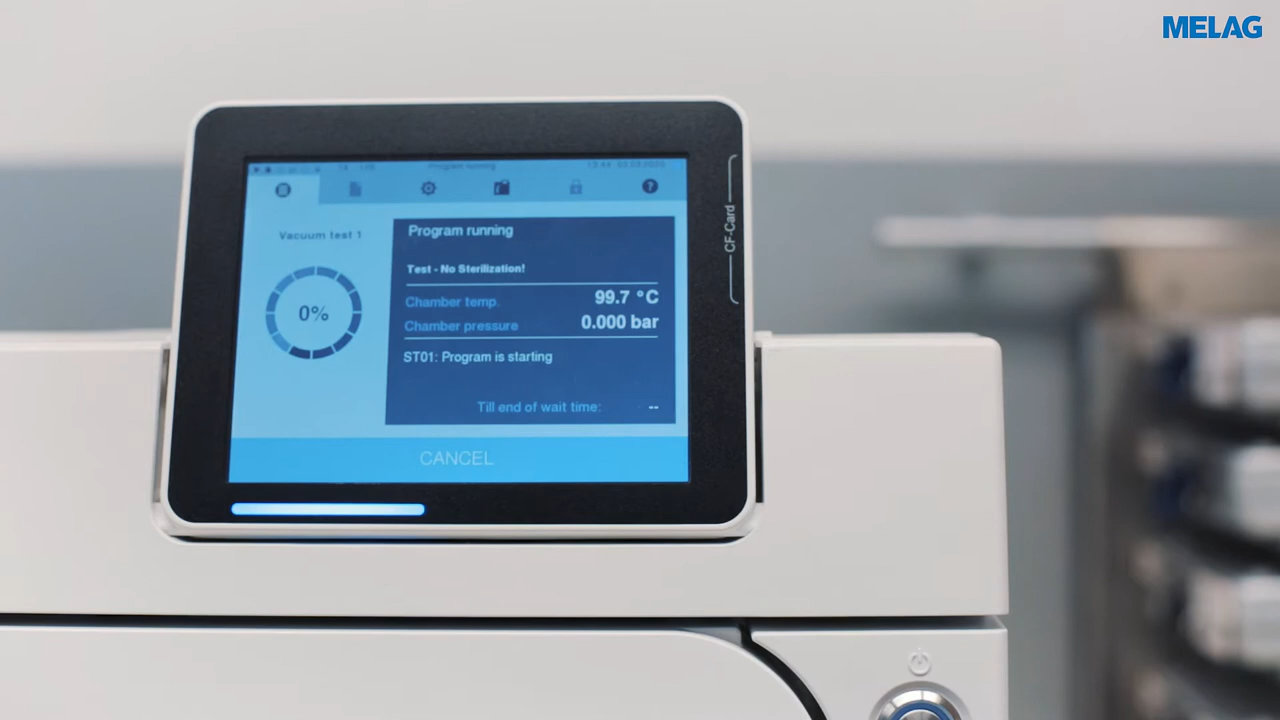 MELAG
Program running
Vacuum test 1
0%
Program running
Test - No Sterilization!
Chamber temp. 99.7 °C
Chamber pressure 0.000 bar
ST01: Program is starting
Till end of wait time: --
CANCEL
CF-Card